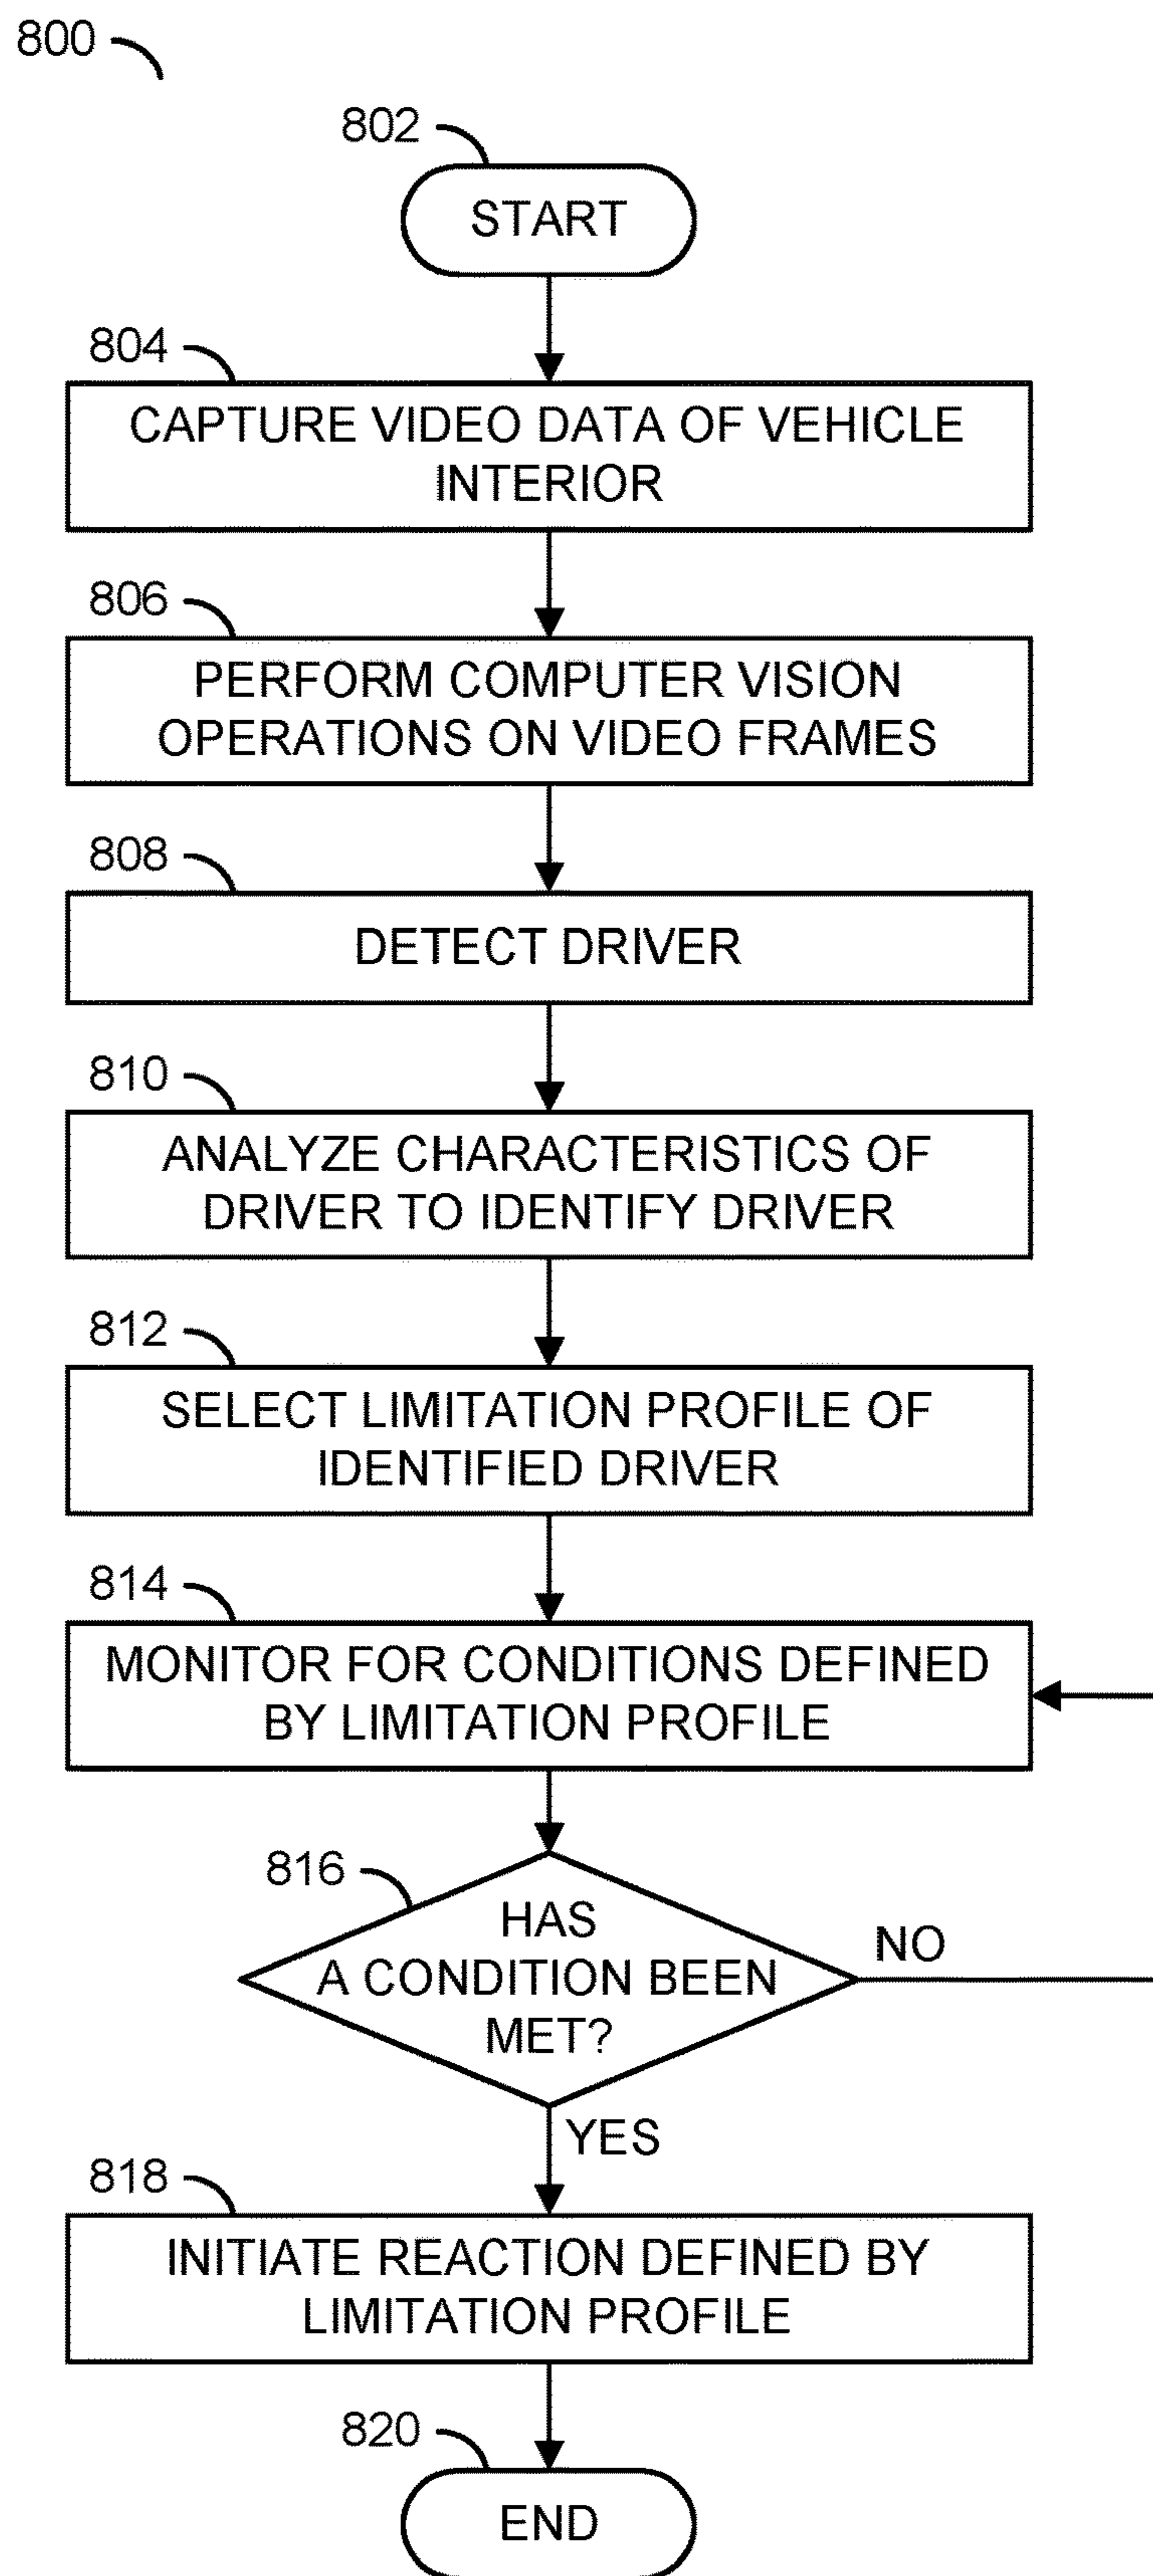 800
802
START
804
CAPTURE VIDEO DATA OF VEHICLE
INTERIOR
806
PERFORM COMPUTER VISION
OPERATIONS ON VIDEO FRAMES
808
DETECT DRIVER
810
ANALYZE CHARACTERISTICS OF
DRIVER TO IDENTIFY DRIVER
812
SELECT LIMITATION PROFILE OF
IDENTIFIED DRIVER
814
MONITOR FOR CONDITIONS DEFINED
BY LIMITATION PROFILE
816
HAS
A CONDITION BEEN
MET?
NO
YES
818
INITIATE REACTION DEFINED BY
LIMITATION PROFILE
820
END